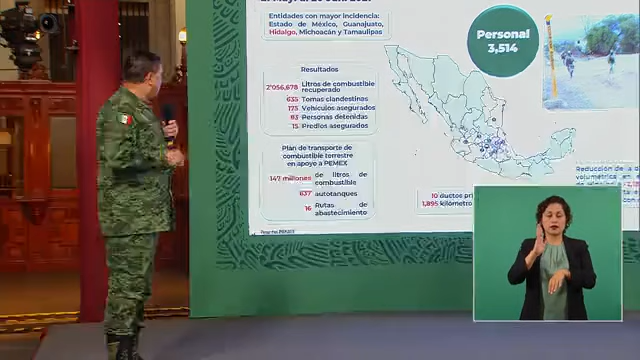 Entidades con mayor incidencia:
Estado de México, Guanajuato,
Hidalgo, Michoacán y Tamaulipas
Personal
3,514
Resultados
2'056,678 Litros de combustible
recuperado
635 Tomas clandestinas
175 Vehículos asegurados
83 Personas detenidas
15 Predios asegurados
Plan de transporte de
combustible terrestre
en apoyo a PEMEX
147 millones de litros de
combustible
637 autotanques
16 Rutas de
abastecimiento
10 ductos pri
1,895 kilómetro
Reducción de la d
volumétrica en e